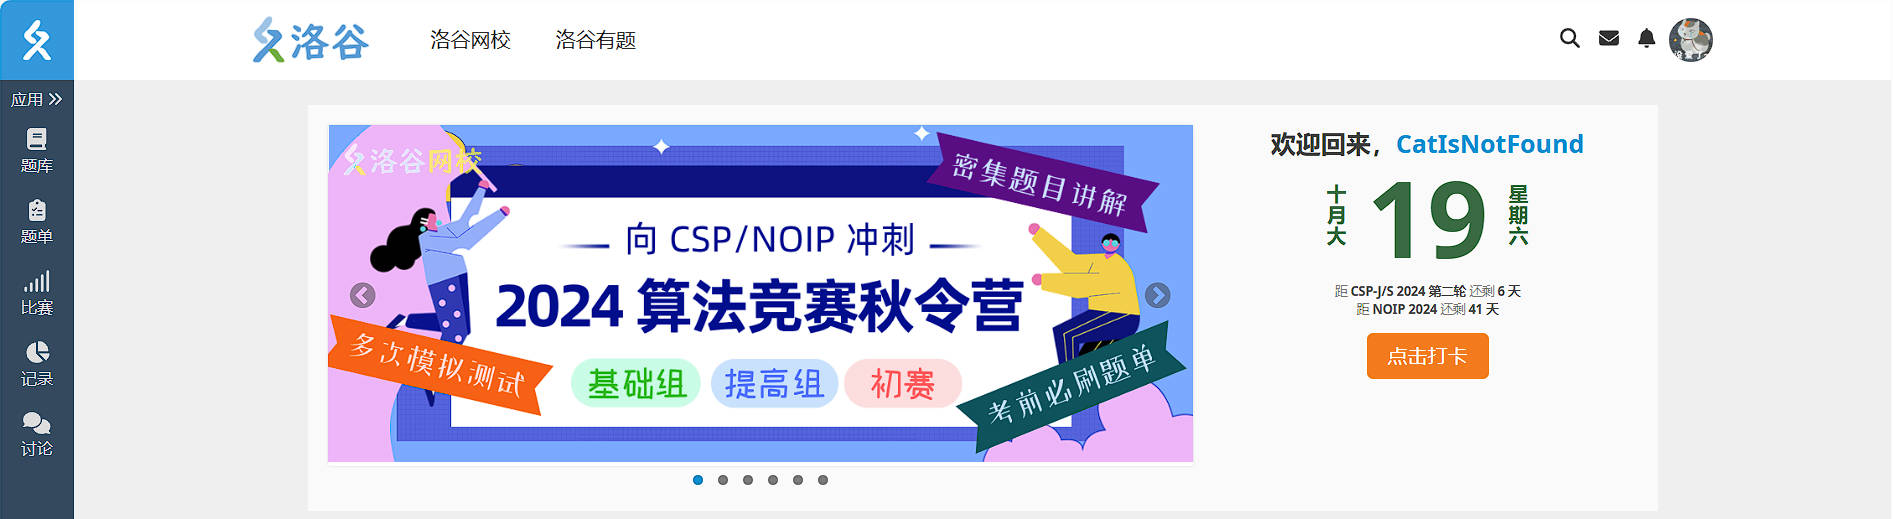 洛谷
洛谷网校
洛谷有题
应用
题库
题单
比赛
记录
讨论
洛谷网校
密集题目讲解
向 CSP/NOIP 冲刺
2024 算法竞赛秋令营
多次模拟测试
基础组
提高组
初赛
考前必刷题单
欢迎回来，CatIsNotFound
十月大
19
星期六
距 CSP-J/S 2024 第二轮 还剩 6 天
距 NOIP 2024 还剩 41 天
点击打卡